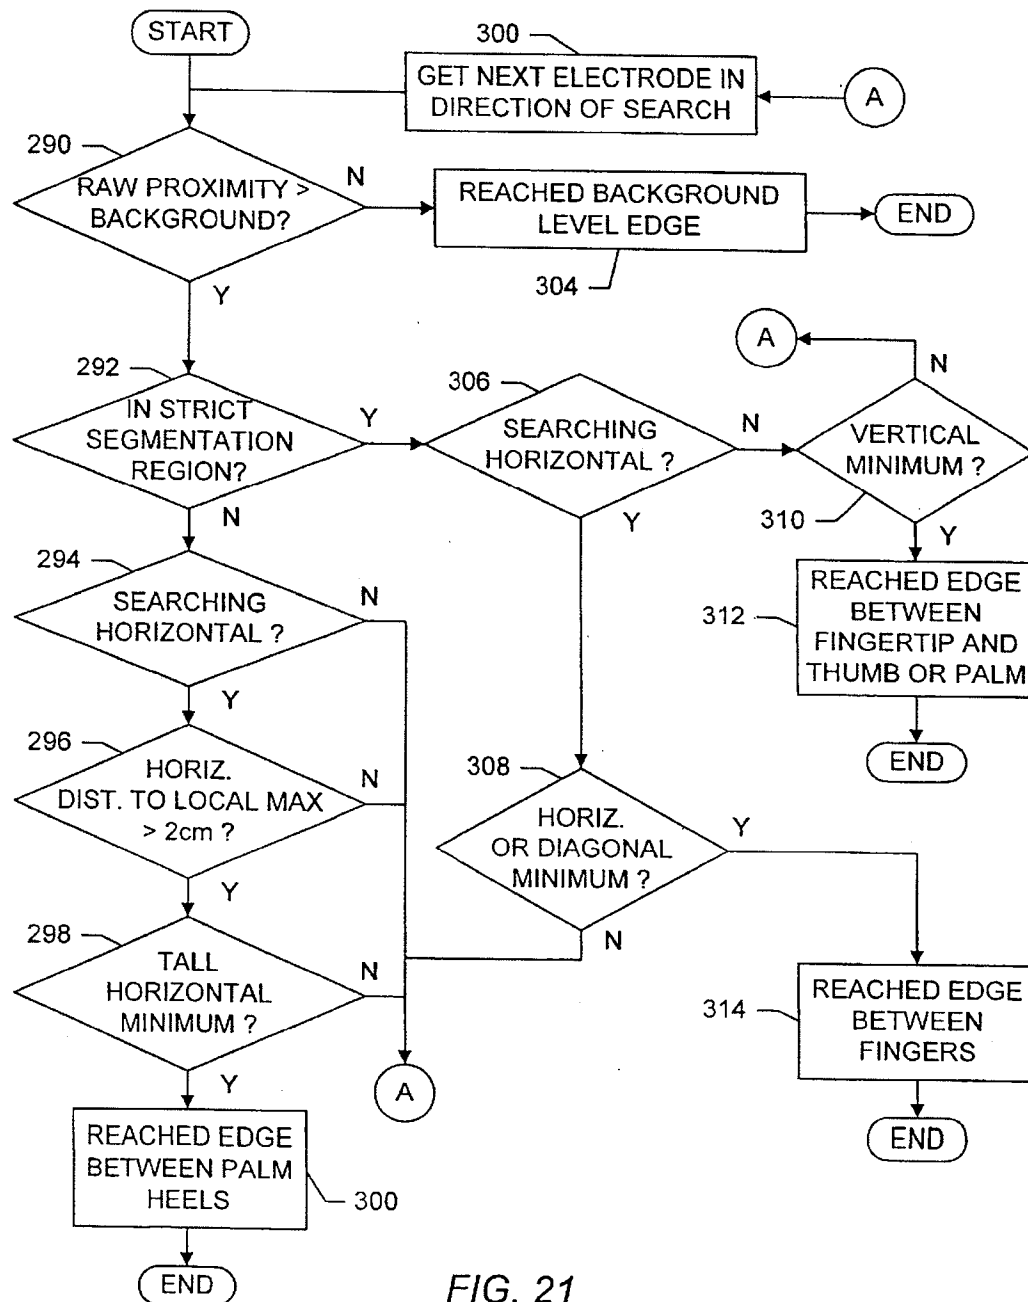 START
300
GET NEXT ELECTRODE IN
DIRECTION OF SEARCH
A
290
RAW PROXIMITY >
BACKGROUND?
N
Y
REACHED BACKGROUND
LEVEL EDGE
304
END
292
IN STRICT
SEGMENTATION
REGION?
Y
N
306
SEARCHING
HORIZONTAL ?
N
Y
A
N
VERTICAL
MINIMUM ?
310
Y
312
REACHED EDGE
BETWEEN
FINGERTIP AND
THUMB OR PALM
END
294
SEARCHING
HORIZONTAL ?
N
Y
296
HORIZ.
DIST. TO LOCAL MAX
> 2cm ?
N
Y
308
HORIZ.
OR DIAGONAL
MINIMUM ?
Y
N
298
TALL
HORIZONTAL
MINIMUM ?
N
Y
A
314
REACHED EDGE
BETWEEN
FINGERS
END
REACHED EDGE
BETWEEN PALM
HEELS
300
END
FIG. 21